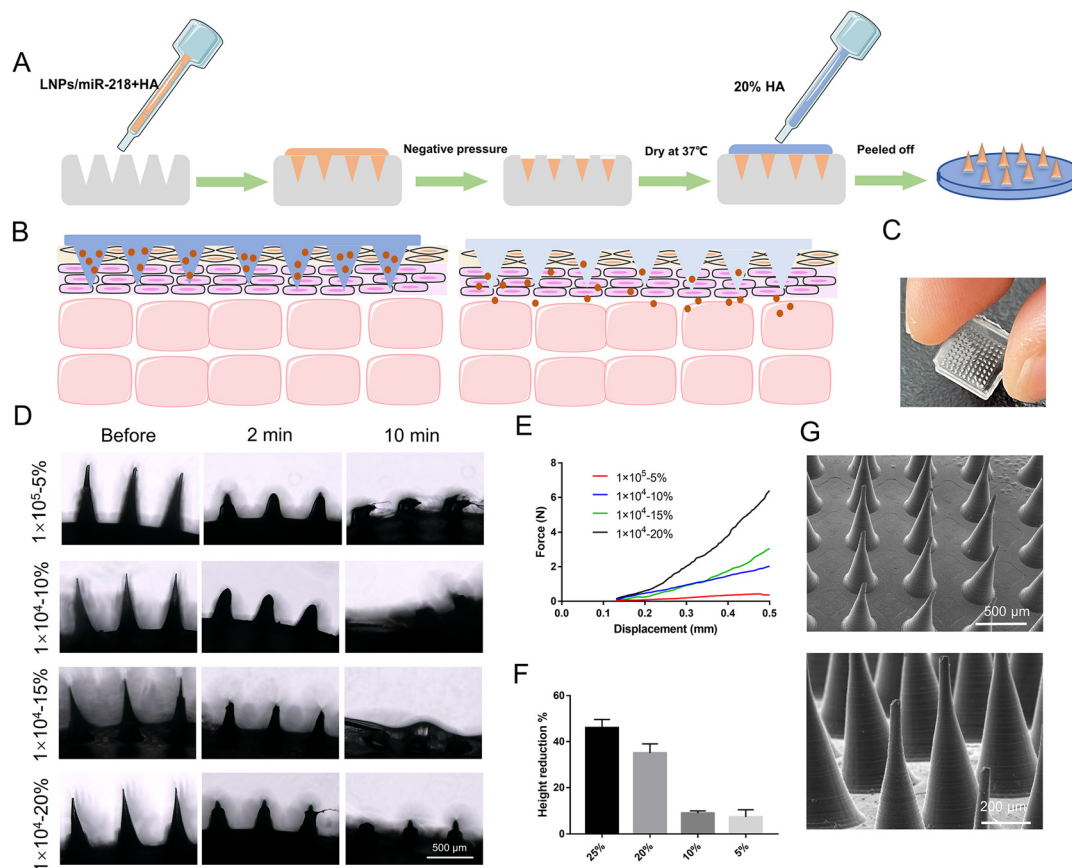 A
LNPs/miR-218+HA
20% HA
Negative pressure
Dry at 37℃
Peeled off
B
C
D
Before
2 min
10 min
1×10⁵-5%
1×10⁴-10%
1×10⁴-15%
1×10⁴-20%
500 μm
E
Force (N)
8
6
4
2
0
0.0
0.1
0.2
0.3
0.4
0.5
Displacement (mm)
1×10⁵-5%
1×10⁴-10%
1×10⁴-15%
1×10⁴-20%
F
Height reduction %
60
40
20
0
25%
20%
10%
5%
G
500 μm
200 μm